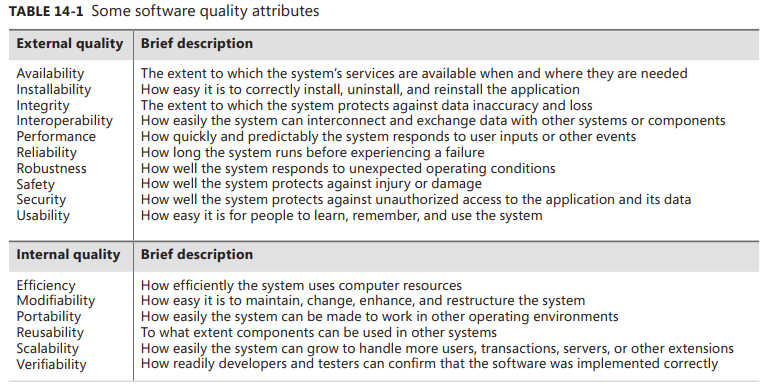 TABLE 14-1 Some software quality attributes
External quality Brief description
Availability The extent to which the system’s services are available when and where they are needed
Installability How easy it is to correctly install, uninstall, and reinstall the application
Integrity The extent to which the system protects against data inaccuracy and loss
Interoperability How easily the system can interconnect and exchange data with other systems or components
Performance How quickly and predictably the system responds to user inputs or other events
Reliability How long the system runs before experiencing a failure
Robustness How well the system responds to unexpected operating conditions
Safety How well the system protects against injury or damage
Security How well the system protects against unauthorized access to the application and its data
Usability How easy it is for people to learn, remember, and use the system
Internal quality Brief description
Efficiency How efficiently the system uses computer resources
Modifiability How easy it is to maintain, change, enhance, and restructure the system
Portability How easily the system can be made to work in other operating environments
Reusability To what extent components can be used in other systems
Scalability How easily the system can grow to handle more users, transactions, servers, or other extensions
Verifiability How readily developers and testers can confirm that the software was implemented correctly